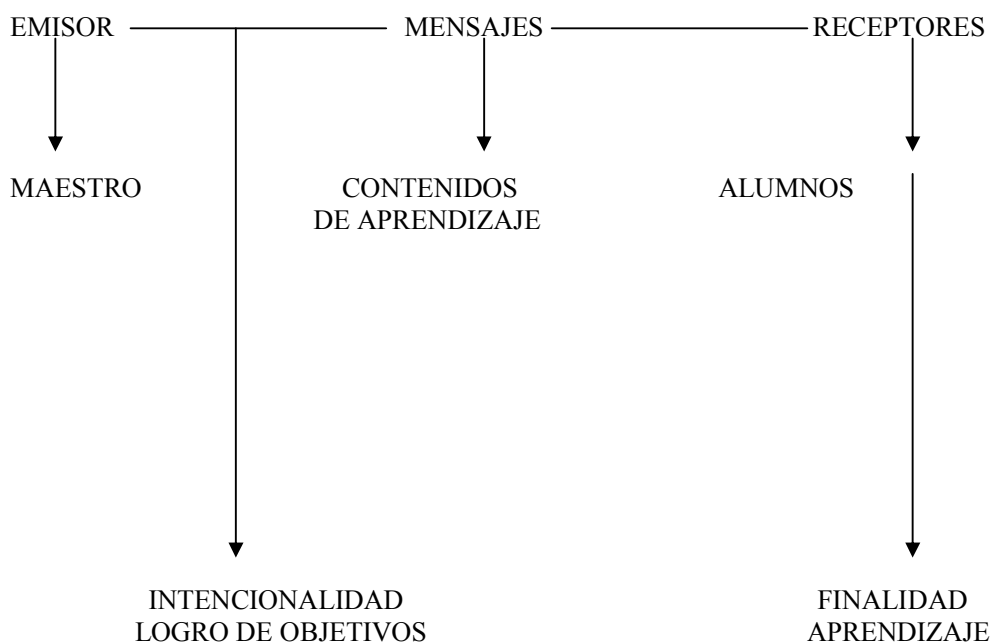 EMISOR MENSAJES RECEPTORES
MAESTRO CONTENIDOS ALUMNOS
DE APRENDIZAJE
INTENCIONALIDAD FINALIDAD
LOGRO DE OBJETIVOS APRENDIZAJE